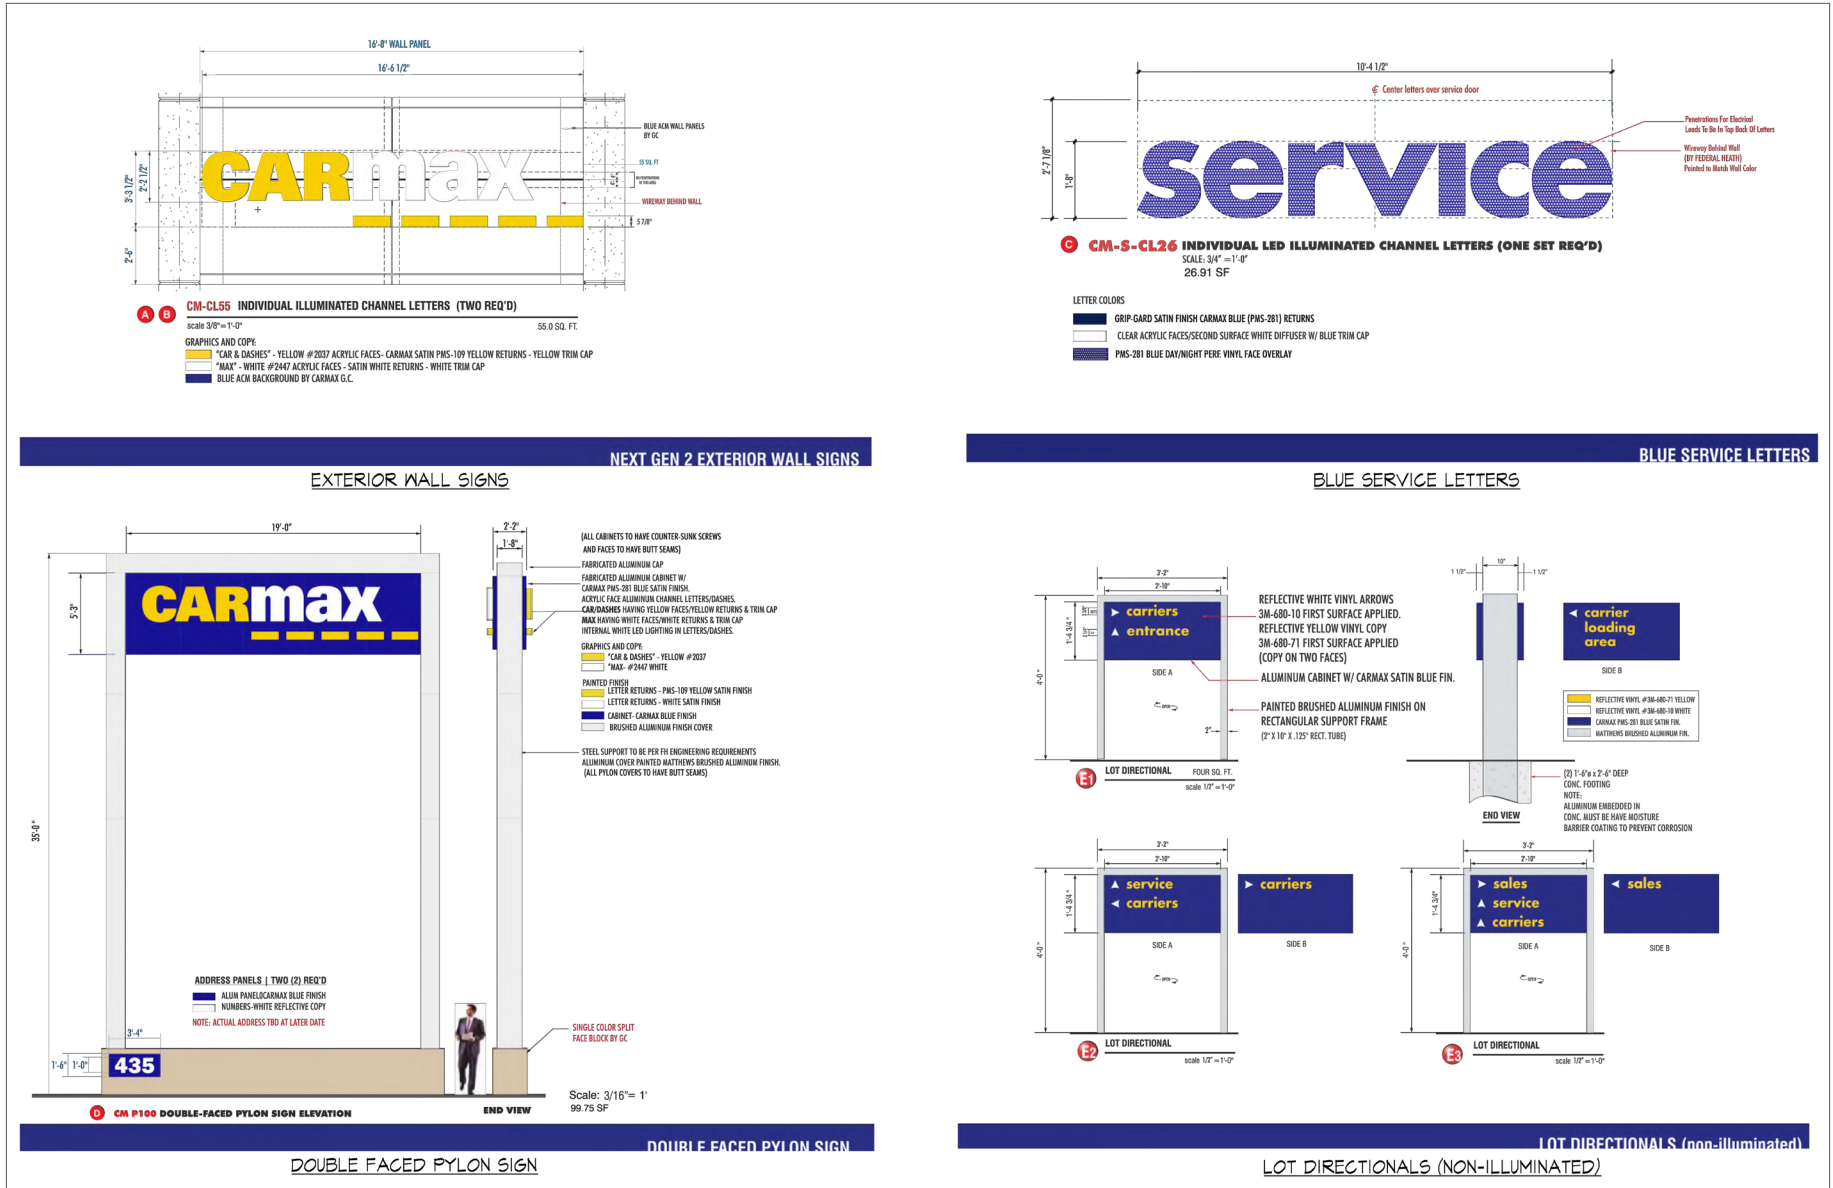 16'-8" WALL PANEL
16'-6 1/2"
BLUE ACM WALL PANELS
BY GC
55 SQ. FT
NO PENETRATIONS
IN THIS AREA
WIREWAY BEHIND WALL
5 7/8"
3'-3 1/2"
2'-2 1/2"
2'-6"
CARmax
A B CM-CL55 INDIVIDUAL ILLUMINATED CHANNEL LETTERS (TWO REQ'D)
scale 3/8"=1'-0"
55.0 SQ. FT.
GRAPHICS AND COPY:
"CAR & DASHES" - YELLOW #2037 ACRYLIC FACES- CARMAX SATIN PMS-109 YELLOW RETURNS - YELLOW TRIM CAP
"MAX" - WHITE #2447 ACRYLIC FACES - SATIN WHITE RETURNS - WHITE TRIM CAP
BLUE ACM BACKGROUND BY CARMAX G.C.
NEXT GEN 2 EXTERIOR WALL SIGNS
EXTERIOR WALL SIGNS
10'-4 1/2"
Center letters over service door
Penetrations For Electrical
Leads To Be In Top Back Of Letters
Wireway Behind Wall
(BY FEDERAL HEATH)
Painted to Match Wall Color
2'-7 1/8"
1'-8"
service
C CM-S-CL26 INDIVIDUAL LED ILLUMINATED CHANNEL LETTERS (ONE SET REQ'D)
SCALE: 3/4" =1'-0"
26.91 SF
LETTER COLORS
GRIP-GARD SATIN FINISH CARMAX BLUE (PMS-281) RETURNS
CLEAR ACRYLIC FACES/SECOND SURFACE WHITE DIFFUSER W/ BLUE TRIM CAP
PMS-281 BLUE DAY/NIGHT PERF. VINYL FACE OVERLAY
BLUE SERVICE LETTERS
BLUE SERVICE LETTERS
19'-0"
5'-3"
35'-0"
CARmax
2'-2"
1'-8"
(ALL CABINETS TO HAVE COUNTER-SUNK SCREWS
AND FACES TO HAVE BUTT SEAMS)
FABRICATED ALUMINUM CAP
FABRICATED ALUMINUM CABINET W/
CARMAX PMS-281 BLUE SATIN FINISH.
ACRYLIC FACE ALUMINUM CHANNEL LETTERS/DASHES.
CAR/DASHES HAVING YELLOW FACES/YELLOW RETURNS & TRIM CAP
MAX HAVING WHITE FACES/WHITE RETURNS & TRIM CAP
INTERNAL WHITE LED LIGHTING IN LETTERS/DASHES.
GRAPHICS AND COPY:
"CAR & DASHES" - YELLOW #2037
"MAX- #2447 WHITE
PAINTED FINISH
LETTER RETURNS - PMS-109 YELLOW SATIN FINISH
LETTER RETURNS - WHITE SATIN FINISH
CABINET- CARMAX BLUE FINISH
BRUSHED ALUMINUM FINISH COVER
STEEL SUPPORT TO BE PER FH ENGINEERING REQUIREMENTS
ALUMINUM COVER PAINTED MATTHEWS BRUSHED ALUMINUM FINISH.
(ALL PYLON COVERS TO HAVE BUTT SEAMS)
ADDRESS PANELS | TWO (2) REQ'D
ALUM PANELOCARMAX BLUE FINISH
NUMBERS-WHITE REFLECTIVE COPY
NOTE: ACTUAL ADDRESS TBD AT LATER DATE
3'-4"
1'-6"
1'-0"
435
SINGLE COLOR SPLIT
FACE BLOCK BY GC
D CM P100 DOUBLE-FACED PYLON SIGN ELEVATION
END VIEW
Scale: 3/16"= 1'
99.75 SF
DOUBLE FACED PYLON SIGN
DOUBLE FACED PYLON SIGN
3'-2"
2'-10"
1'-4 3/4"
4'-0"
carriers
entrance
SIDE A
OPEN
2"
REFLECTIVE WHITE VINYL ARROWS
3M-680-10 FIRST SURFACE APPLIED.
REFLECTIVE YELLOW VINYL COPY
3M-680-71 FIRST SURFACE APPLIED
(COPY ON TWO FACES)
ALUMINUM CABINET W/ CARMAX SATIN BLUE FIN.
PAINTED BRUSHED ALUMINUM FINISH ON
RECTANGULAR SUPPORT FRAME
(2" X 10" X .125" RECT. TUBE)
E1 LOT DIRECTIONAL FOUR SQ. FT.
scale 1/2" =1'-0"
10"
1 1/2"
1 1/2"
carrier
loading
area
SIDE B
REFLECTIVE VINYL #3M-680-71 YELLOW
REFLECTIVE VINYL #3M-680-10 WHITE
CARMAX PMS-281 BLUE SATIN FIN.
MATTHEWS BRUSHED ALUMINUM FIN.
(2) 1'-6"ø x 2'-6" DEEP
CONC. FOOTING
NOTE:
ALUMINUM EMBEDDED IN
CONC. MUST BE HAVE MOISTURE
BARRIER COATING TO PREVENT CORROSION
END VIEW
3'-2"
2'-10"
1'-4 3/4"
4'-0"
service
carriers
SIDE A
carriers
SIDE B
OPEN
E2 LOT DIRECTIONAL
scale 1/2" =1'-0"
3'-2"
2'-10"
1'-4 3/4"
4'-0"
sales
service
carriers
SIDE A
sales
SIDE B
OPEN
E3 LOT DIRECTIONAL
scale 1/2" =1'-0"
LOT DIRECTIONALS (non-illuminated)
LOT DIRECTIONALS (NON-ILLUMINATED)